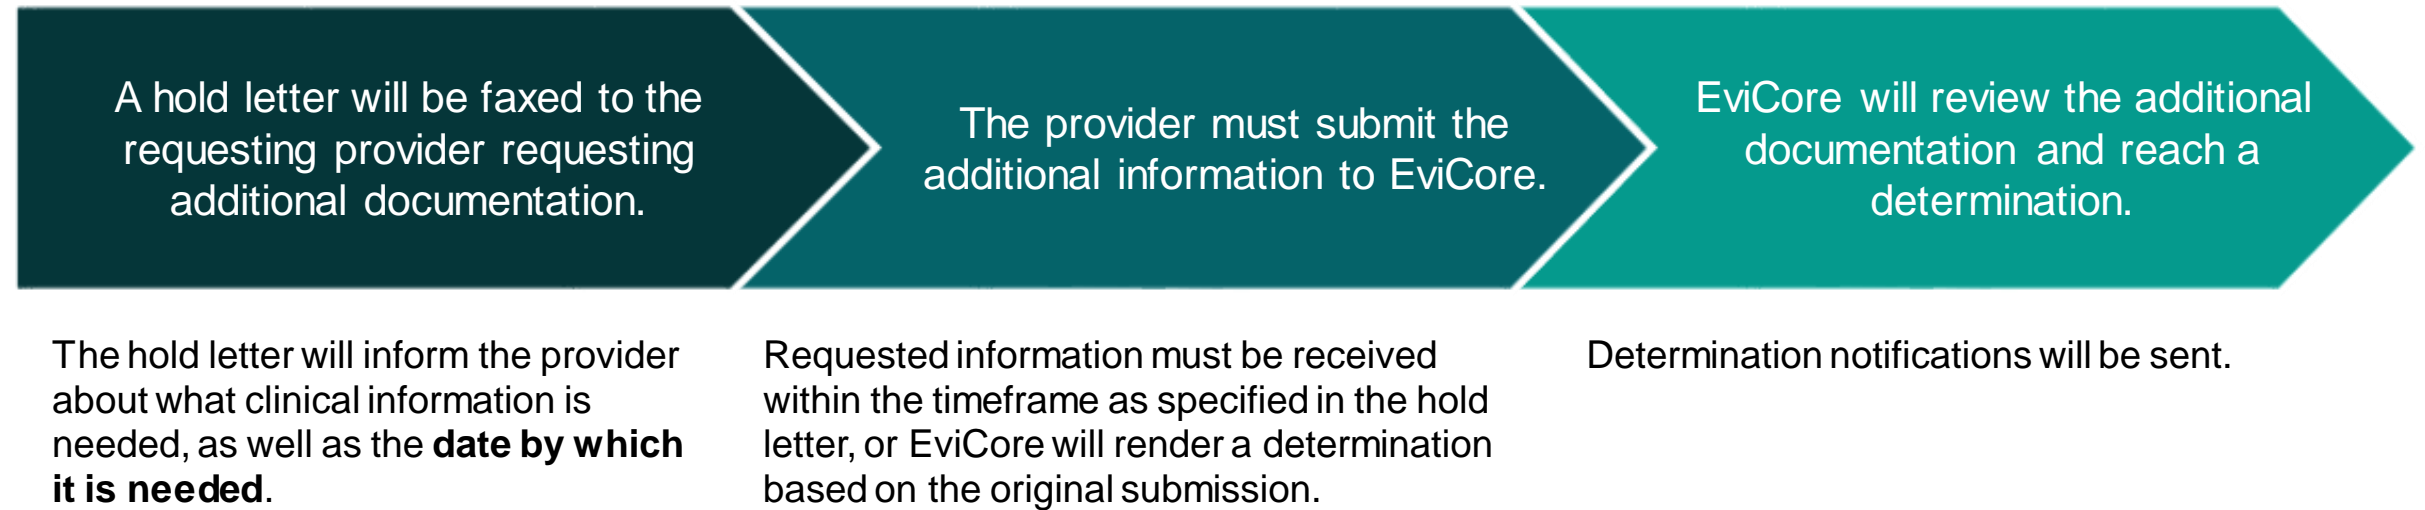 A hold letter will be faxed to the
requesting provider requesting
additional documentation.
The provider must submit the
additional information to EviCore.
EviCore will review the additional
documentation and reach a
determination.
The hold letter will inform the provider
about what clinical information is
needed, as well as the date by which
it is needed.
Requested information must be received
within the timeframe as specified in the hold
letter, or EviCore will render a determination
based on the original submission.
Determination notifications will be sent.